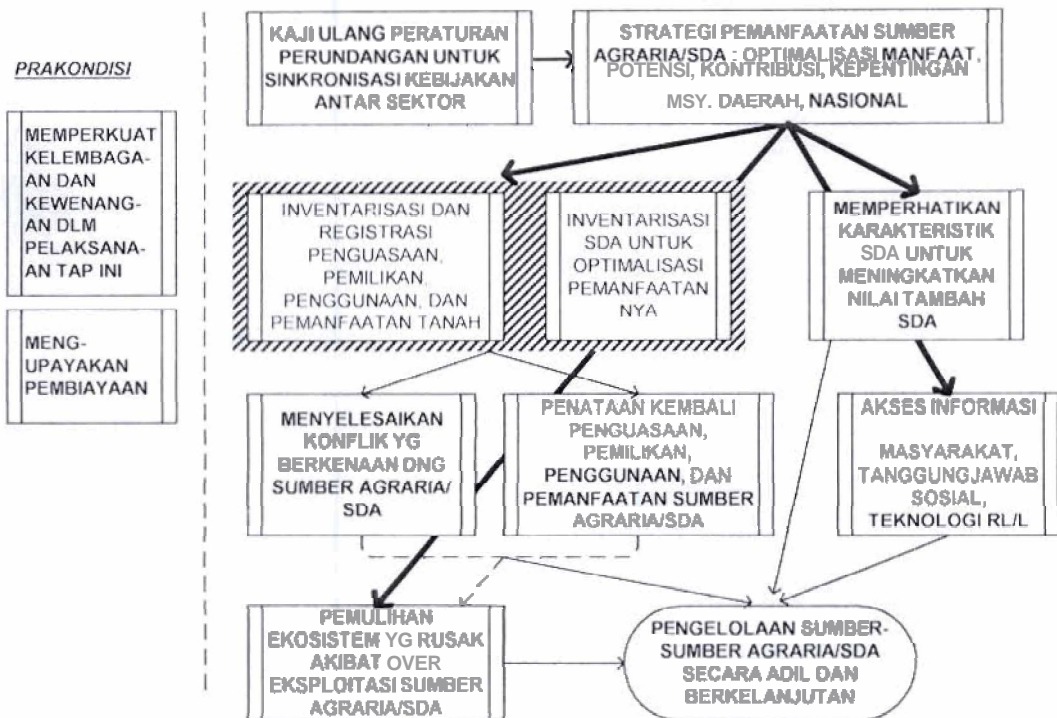 PRAKONDISI
MEMPERKUAT
KELEMBAGA-
AN DAN
KEWENANG-
AN DLM
PELAKSANA-
AN TAP INI
MENG-
UPAYAKAN
PEMBIAYAAN
KAJI ULANG PERATURAN
PERUNDANGAN UNTUK
SINKRONISASI KEBIJAKAN
ANTAR SEKTOR
STRATEGI PEMANFAATAN SUMBER
AGRARIA/SDA : OPTIMALISASI MANFAAT,
POTENSI, KONTRIBUSI, KEPENTINGAN
MSY. DAERAH, NASIONAL
INVENTARISASI DAN
REGISTRASI
PENGUASAAN,
PEMILIKAN,
PENGGUNAAN, DAN
PEMANFAATAN TANAH
INVENTARISASI
SDA UNTUK
OPTIMALISASI
PEMANFAATAN
NYA
MEMPERHATIKAN
KARAKTERISTIK
SDA UNTUK
MENINGKATKAN
NILAI TAMBAH
SDA
MENYELESAIKAN
KONFLIK YG
BERKENAAN DNG
SUMBER AGRARIA/
SDA
PENATAAN KEMBALI
PENGUASAAN,
PEMILIKAN,
PENGGUNAAN, DAN
PEMANFAATAN SUMBER
AGRARIA/SDA
AKSES INFORMASI
MASYARAKAT,
TANGGUNGJAWAB
SOSIAL,
TEKNOLOGI RL/L
PEMULIHAN
EKOSISTEM YG RUSAK
AKIBAT OVER
EKSPLOITASI SUMBER
AGRARIA/SDA
PENGELOLAAN SUMBER-
SUMBER AGRARIA/SDA
SECARA ADIL DAN
BERKELANJUTAN